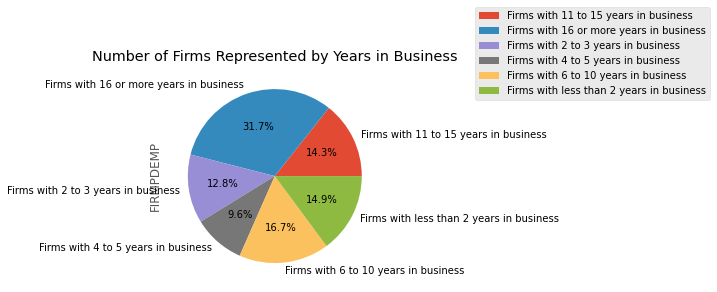 Firms with 11 to 15 years in business
Firms with 16 or more years in business
Firms with 2 to 3 years in business
Firms with 4 to 5 years in business
Firms with 6 to 10 years in business
Firms with less than 2 years in business
Number of Firms Represented by Years in Business
Firms with 16 or more years in business
31.7%
Firms with 11 to 15 years in business
14.3%
FIRMPDEMP
Firms with 2 to 3 years in business
12.8%
14.9%
Firms with less than 2 years in business
9.6%
16.7%
Firms with 4 to 5 years in business
Firms with 6 to 10 years in business